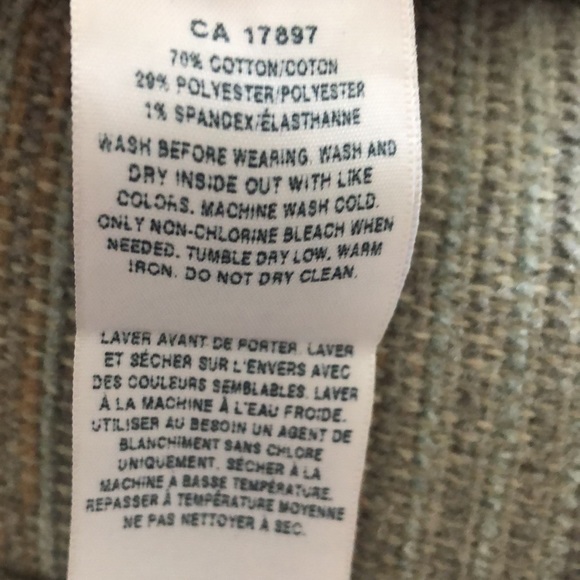 CA 17897
70% COTTON/COTON
29% POLYESTER/POLYESTER
1% SPANDEX/ÉLASTHANNE
WASH BEFORE WEARING. WASH AND
DRY INSIDE OUT WITH LIKE
COLORS. MACHINE WASH COLD.
ONLY NON-CHLORINE BLEACH WHEN
NEEDED. TUMBLE DRY LOW. WARM
IRON. DO NOT DRY CLEAN.
LAVER AVANT DE PORTER. LAVER
ET SÉCHER SUR L'ENVERS AVEC
DES COULEURS SEMBLABLES. LAVER
À LA MACHINE À L'EAU FROIDE.
UTILISER AU BESOIN UN AGENT DE
BLANCHIMENT SANS CHLORE
UNIQUEMENT. SÉCHER À LA
MACHINE A BASSE TEMPÉRATURE.
REPASSER À TEMPÉRATURE MOYENNE
NE PAS NETTOYER À SEC.